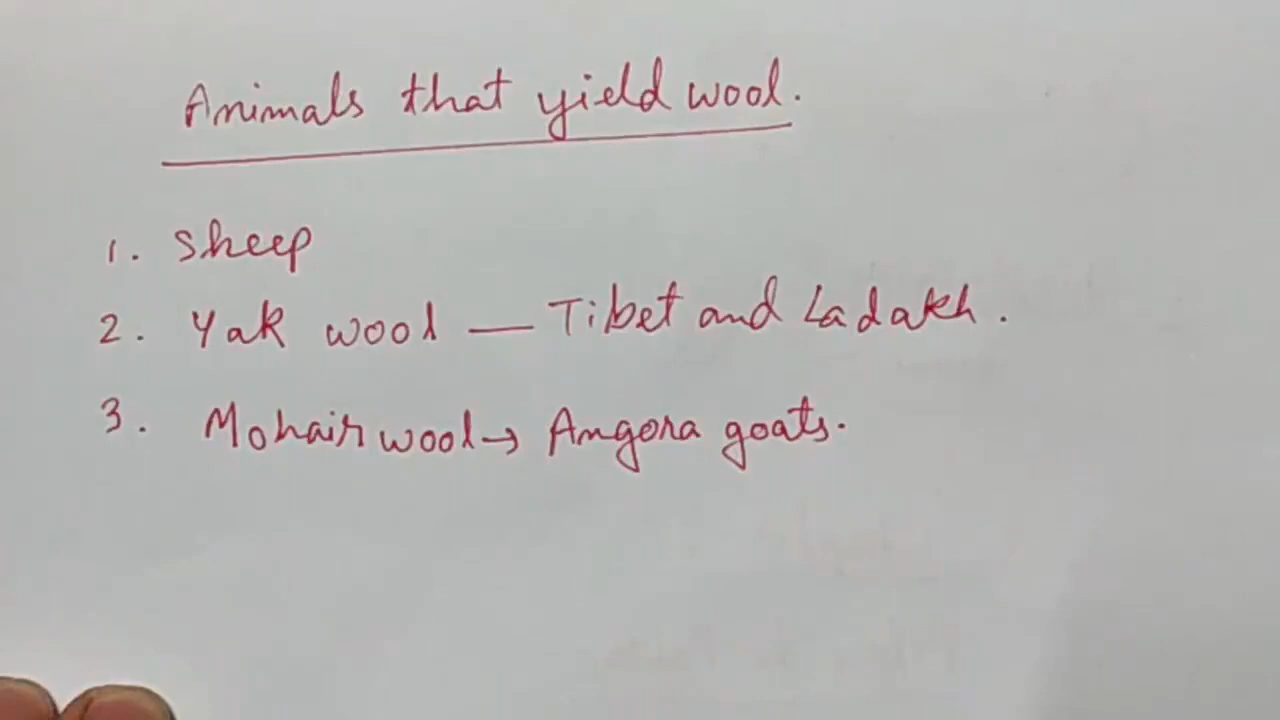 Animals that yield wool.
1. Sheep
2. Yak wool — Tibet and Ladakh.
3. Mohair wool → Angora goats.